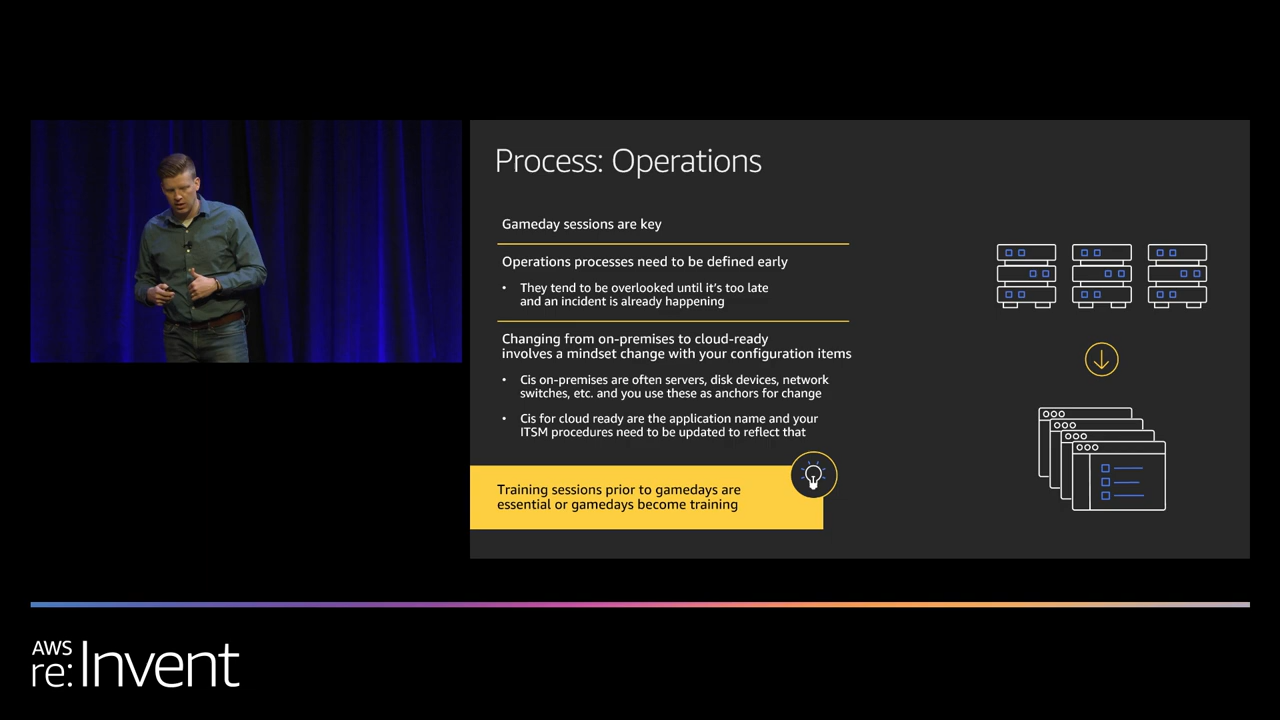 Process: Operations
Gameday sessions are key
Operations processes need to be defined early
• They tend to be overlooked until it's too late
and an incident is already happening
Changing from on-premises to cloud-ready
involves a mindset change with your configuration items
• Cis on-premises are often servers, disk devices, network
switches, etc. and you use these as anchors for change
• Cis for cloud ready are the application name and your
ITSM procedures need to be updated to reflect that
Training sessions prior to gamedays are
essential or gamedays become training
AWS
re:Invent